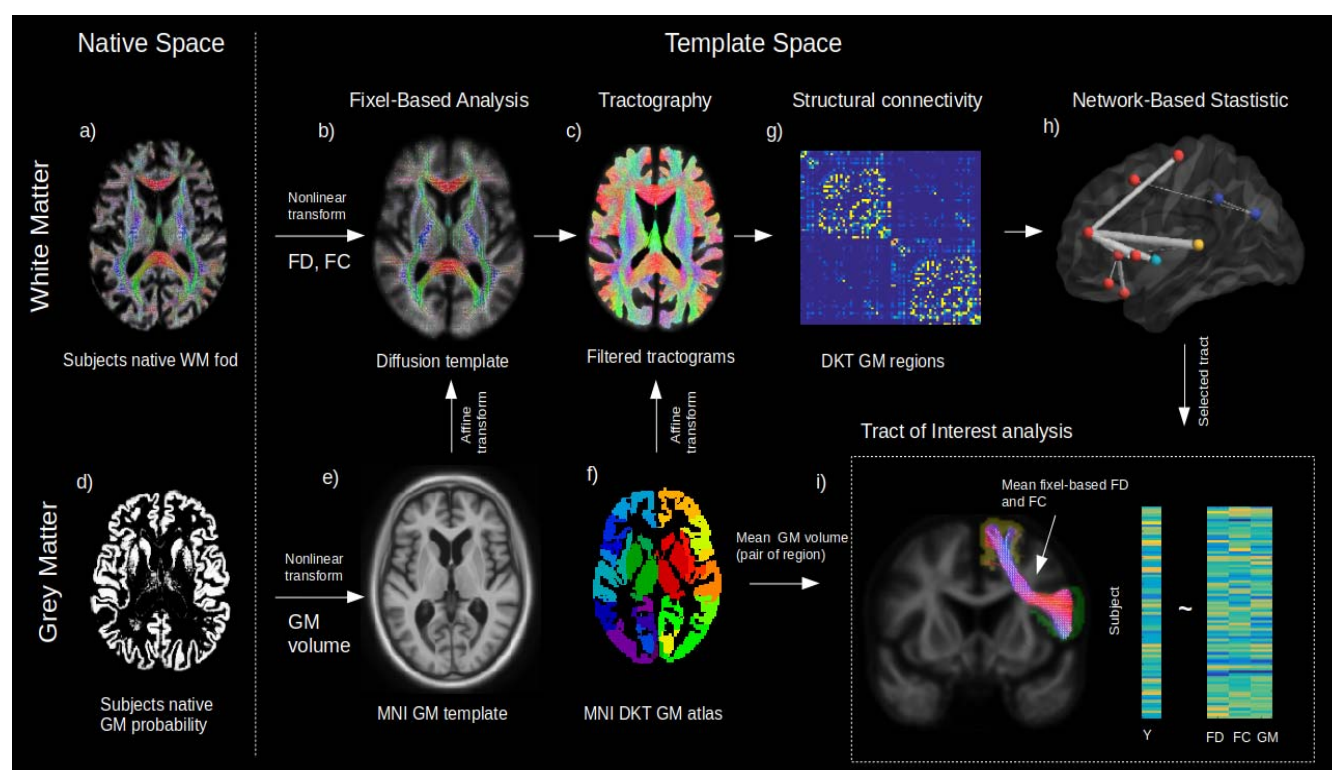 Native Space
Template Space
White Matter
Fixel-Based Analysis
Tractography
Structural connectivity
Network-Based Stastistic
a)
b)
c)
g)
h)
Nonlinear
transform
FD, FC
Subjects native WM fod
Diffusion template
Filtered tractograms
DKT GM regions
Affine
transform
Affine
transform
Selected tract
Grey Matter
Tract of Interest analysis
d)
e)
f)
i)
Nonlinear
transform
GM
volume
Mean GM volume
(pair of region)
Mean fixel-based FD
and FC
Subject
~
Subjects native
GM probability
MNI GM template
MNI DKT GM atlas
Y
FD FC GM